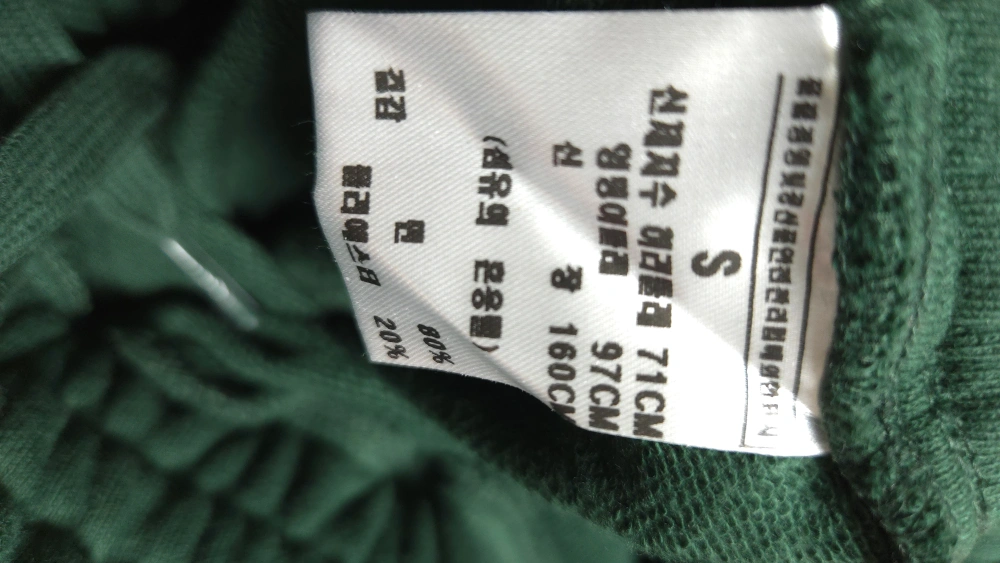 S
신체치수 허리둘레 71CM
엉덩이둘레 97CM
신 장 160CM
(섬유의 혼용률)
겉감 면 80%
폴리에스터 20%